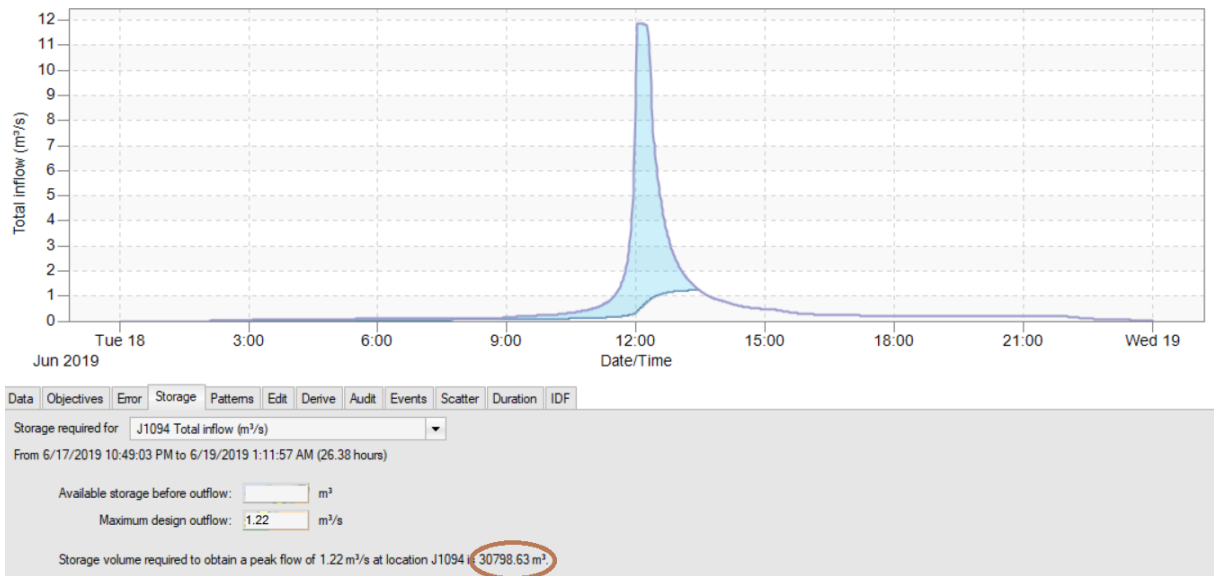 12
11
10
9
8
7
6
5
4
3
2
1
0
Total inflow (m³/s)
Tue 18 3:00 6:00 9:00 12:00 15:00 18:00 21:00 Wed 19
Jun 2019 Date/Time
Data Objectives Error Storage Patterns Edit Derive Audit Events Scatter Duration IDF
Storage required for J1094 Total inflow (m³/s)
From 6/17/2019 10:49:03 PM to 6/19/2019 1:11:57 AM (26.38 hours)
Available storage before outflow: m³
Maximum design outflow: 1.22 m³/s
Storage volume required to obtain a peak flow of 1.22 m³/s at location J1094 i 30798.63 m³.